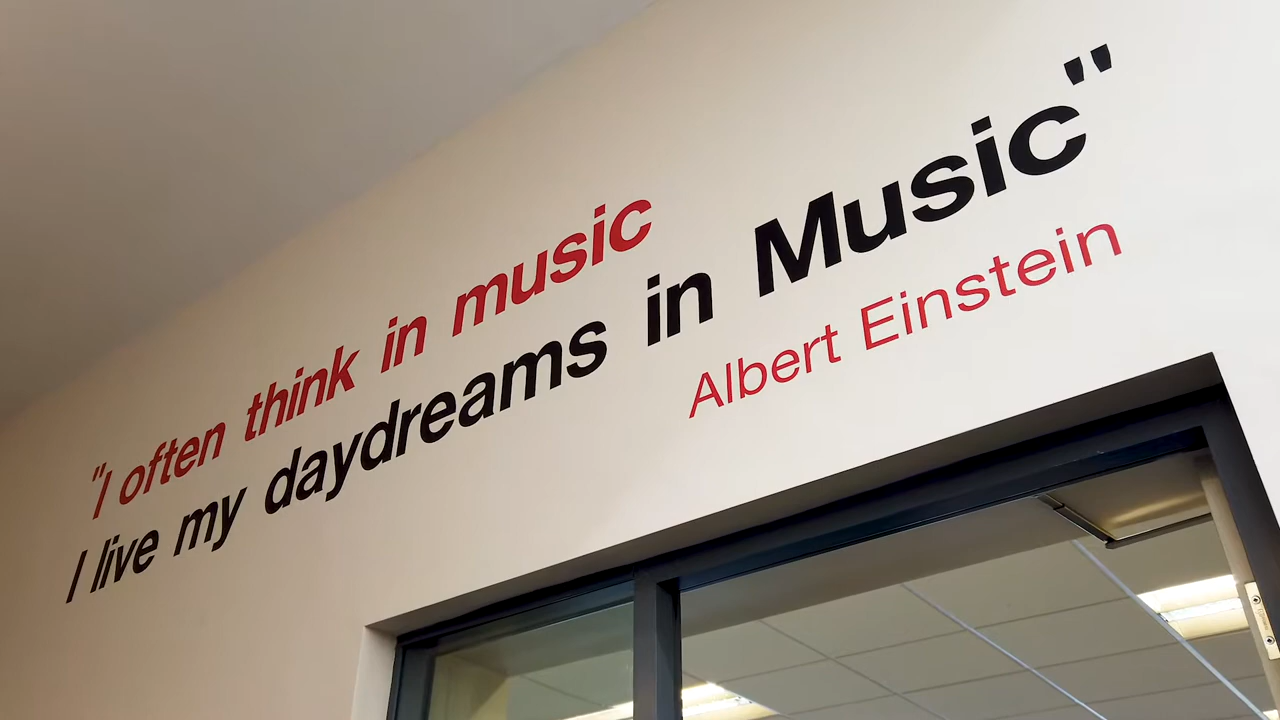 "I often think in music
I live my daydreams in Music"
Albert Einstein